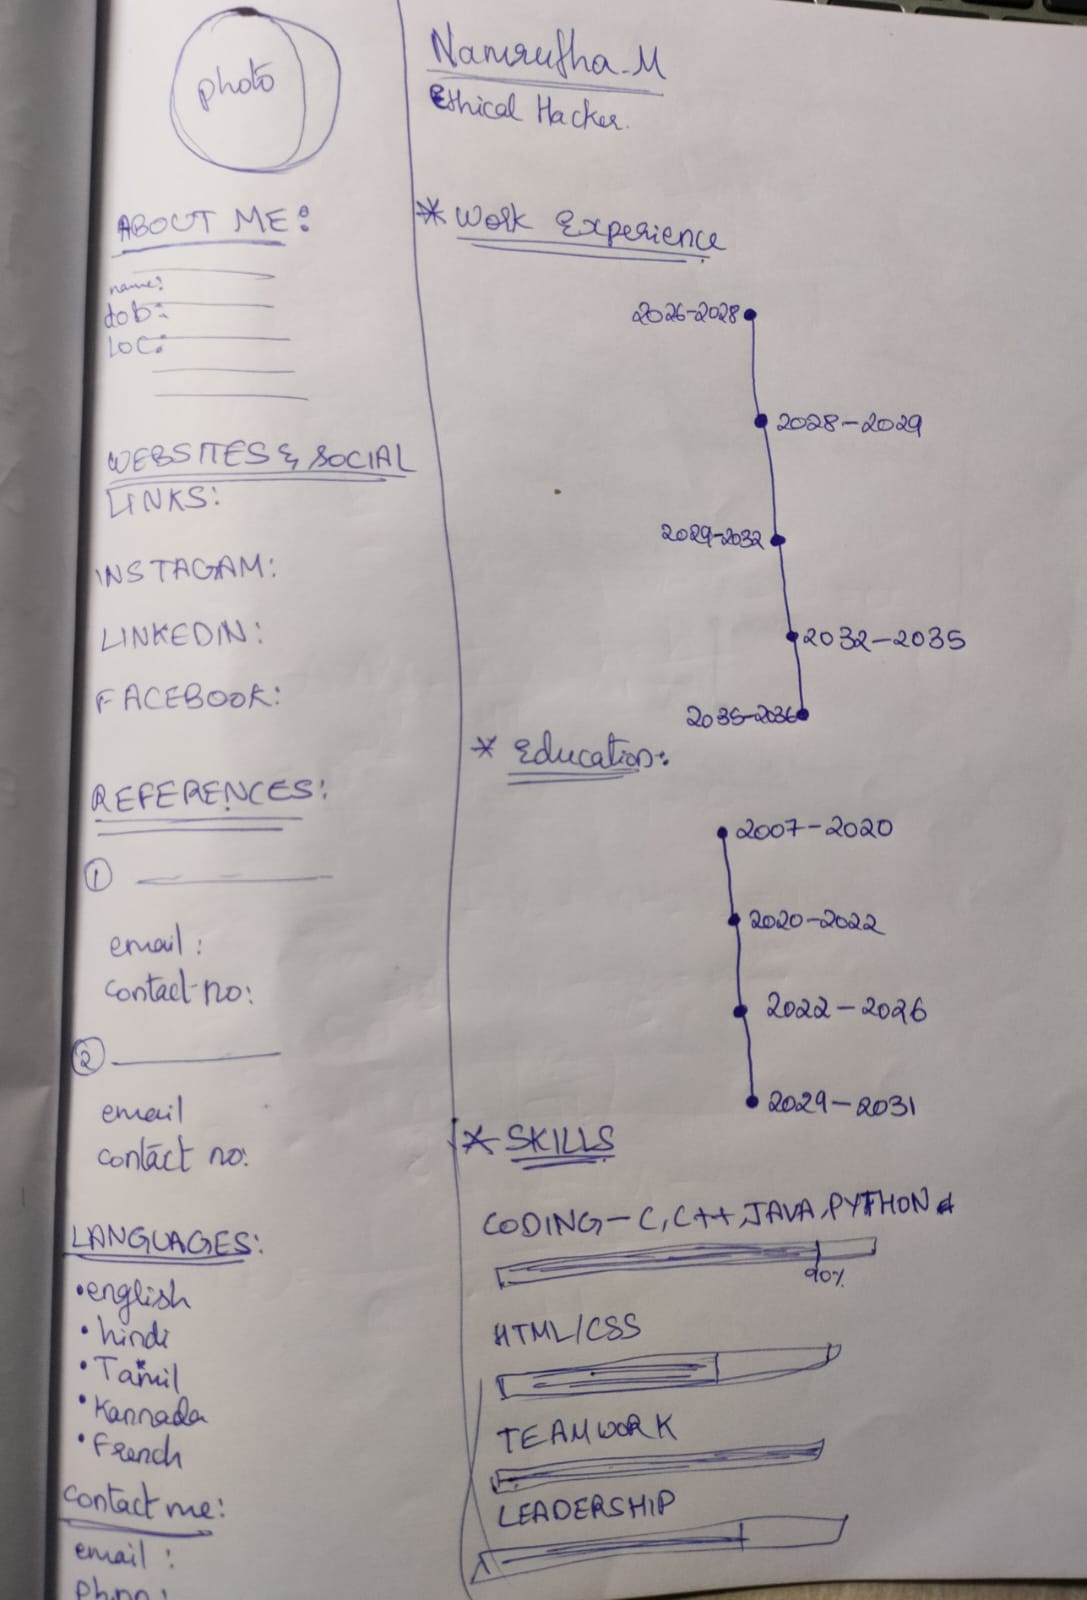 photo
ABOUT ME:
name:
dob:
LOC:
WEBSITES & SOCIAL
LINKS:
INSTAGAM:
LINKEDIN:
FACEBOOK:
REFERENCES:
1
email:
contact no:
2
email
contact no:
LANGUAGES:
• english
• hindi
• Tamil
• Kannada
• French
Contact me:
email:
Ph.no:
Namrutha.M
Ethical Hacker.
* Work Experience
2026-2028
2028-2029
2029-2032
2032-2035
2035-2036
* Education:
2007-2020
2020-2022
2022-2026
2029-2031
* SKILLS
CODING-C, C++, JAVA, PYTHON
90%
HTML/CSS
TEAMWORK
LEADERSHIP